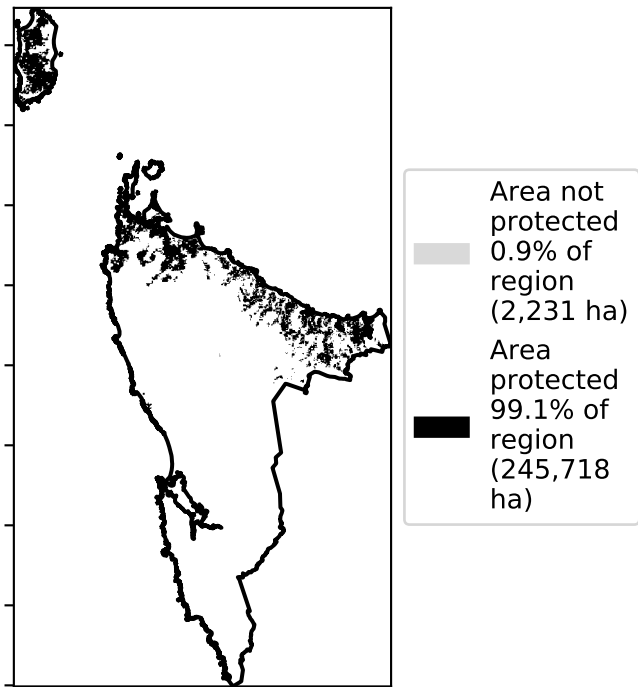 Area not
protected
0.9% of
region
(2,231 ha)
Area
protected
99.1% of
region
(245,718
ha)